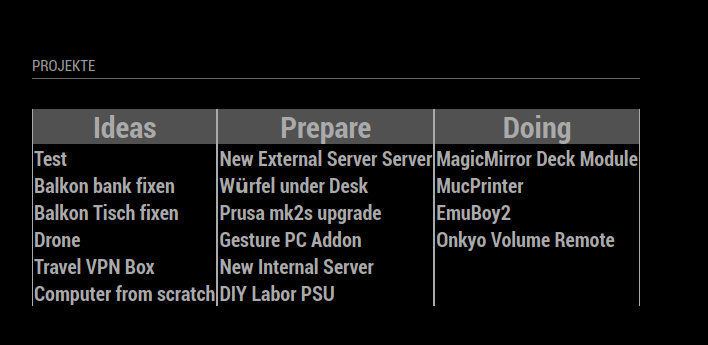 PROJEKTE
Ideas Prepare Doing
Test New External Server Server MagicMirror Deck Module
Balkon bank fixen Würfel under Desk MucPrinter
Balkon Tisch fixen Prusa mk2s upgrade EmuBoy2
Drone Gesture PC Addon Onkyo Volume Remote
Travel VPN Box New Internal Server
Computer from scratch DIY Labor PSU